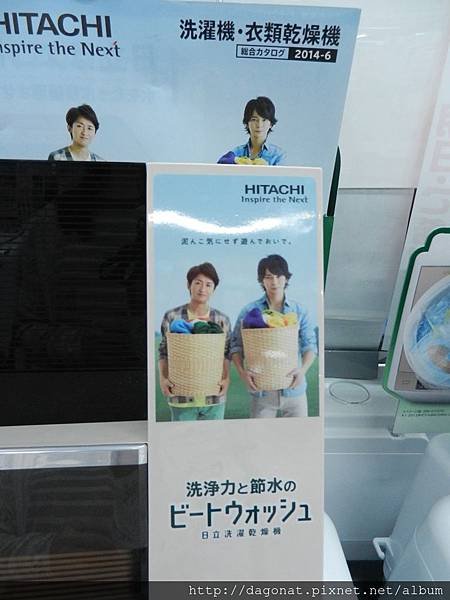 HITACHI
Inspire the Next
洗濯機・衣類乾燥機
総合カタログ 2014-6
HITACHI
Inspire the Next
泥んこ気にせず遊んでおいで。
洗浄力と節水の
ビートウォッシュ
日立洗濯乾燥機
http://dagonat.pixnet.net/album